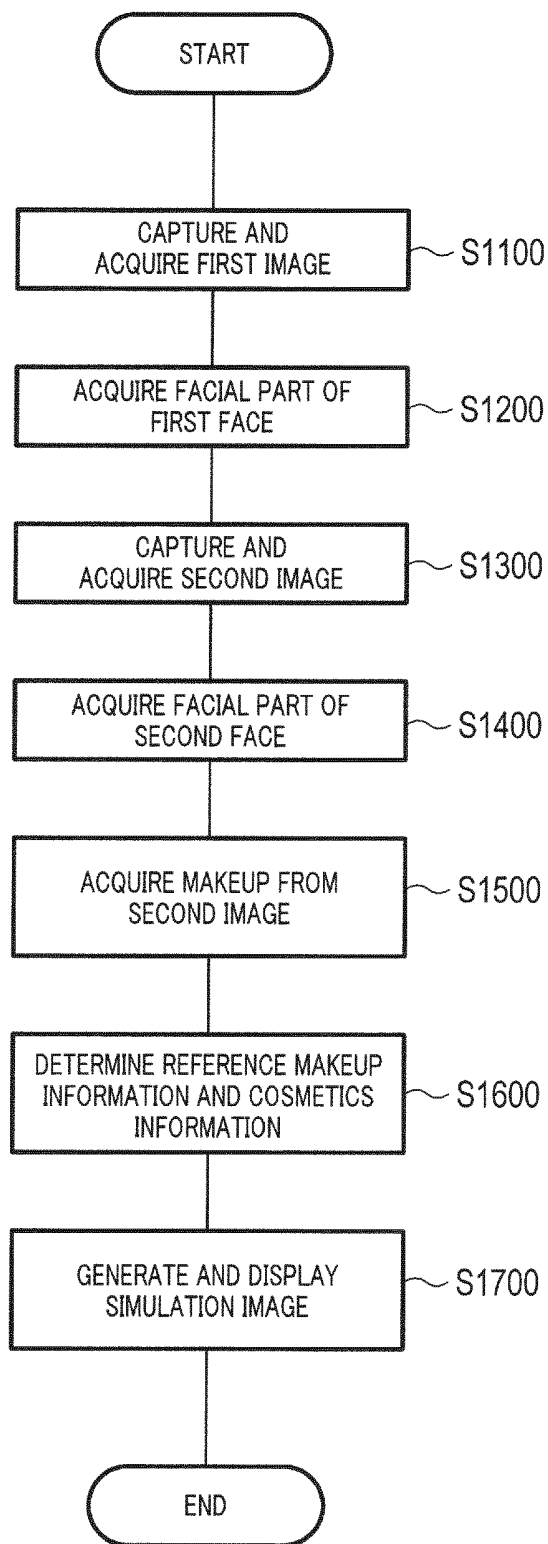 START
CAPTURE AND
ACQUIRE FIRST IMAGE
S1100
ACQUIRE FACIAL PART OF
FIRST FACE
S1200
CAPTURE AND
ACQUIRE SECOND IMAGE
S1300
ACQUIRE FACIAL PART OF
SECOND FACE
S1400
ACQUIRE MAKEUP FROM
SECOND IMAGE
S1500
DETERMINE REFERENCE MAKEUP
INFORMATION AND COSMETICS
INFORMATION
S1600
GENERATE AND DISPLAY
SIMULATION IMAGE
S1700
END